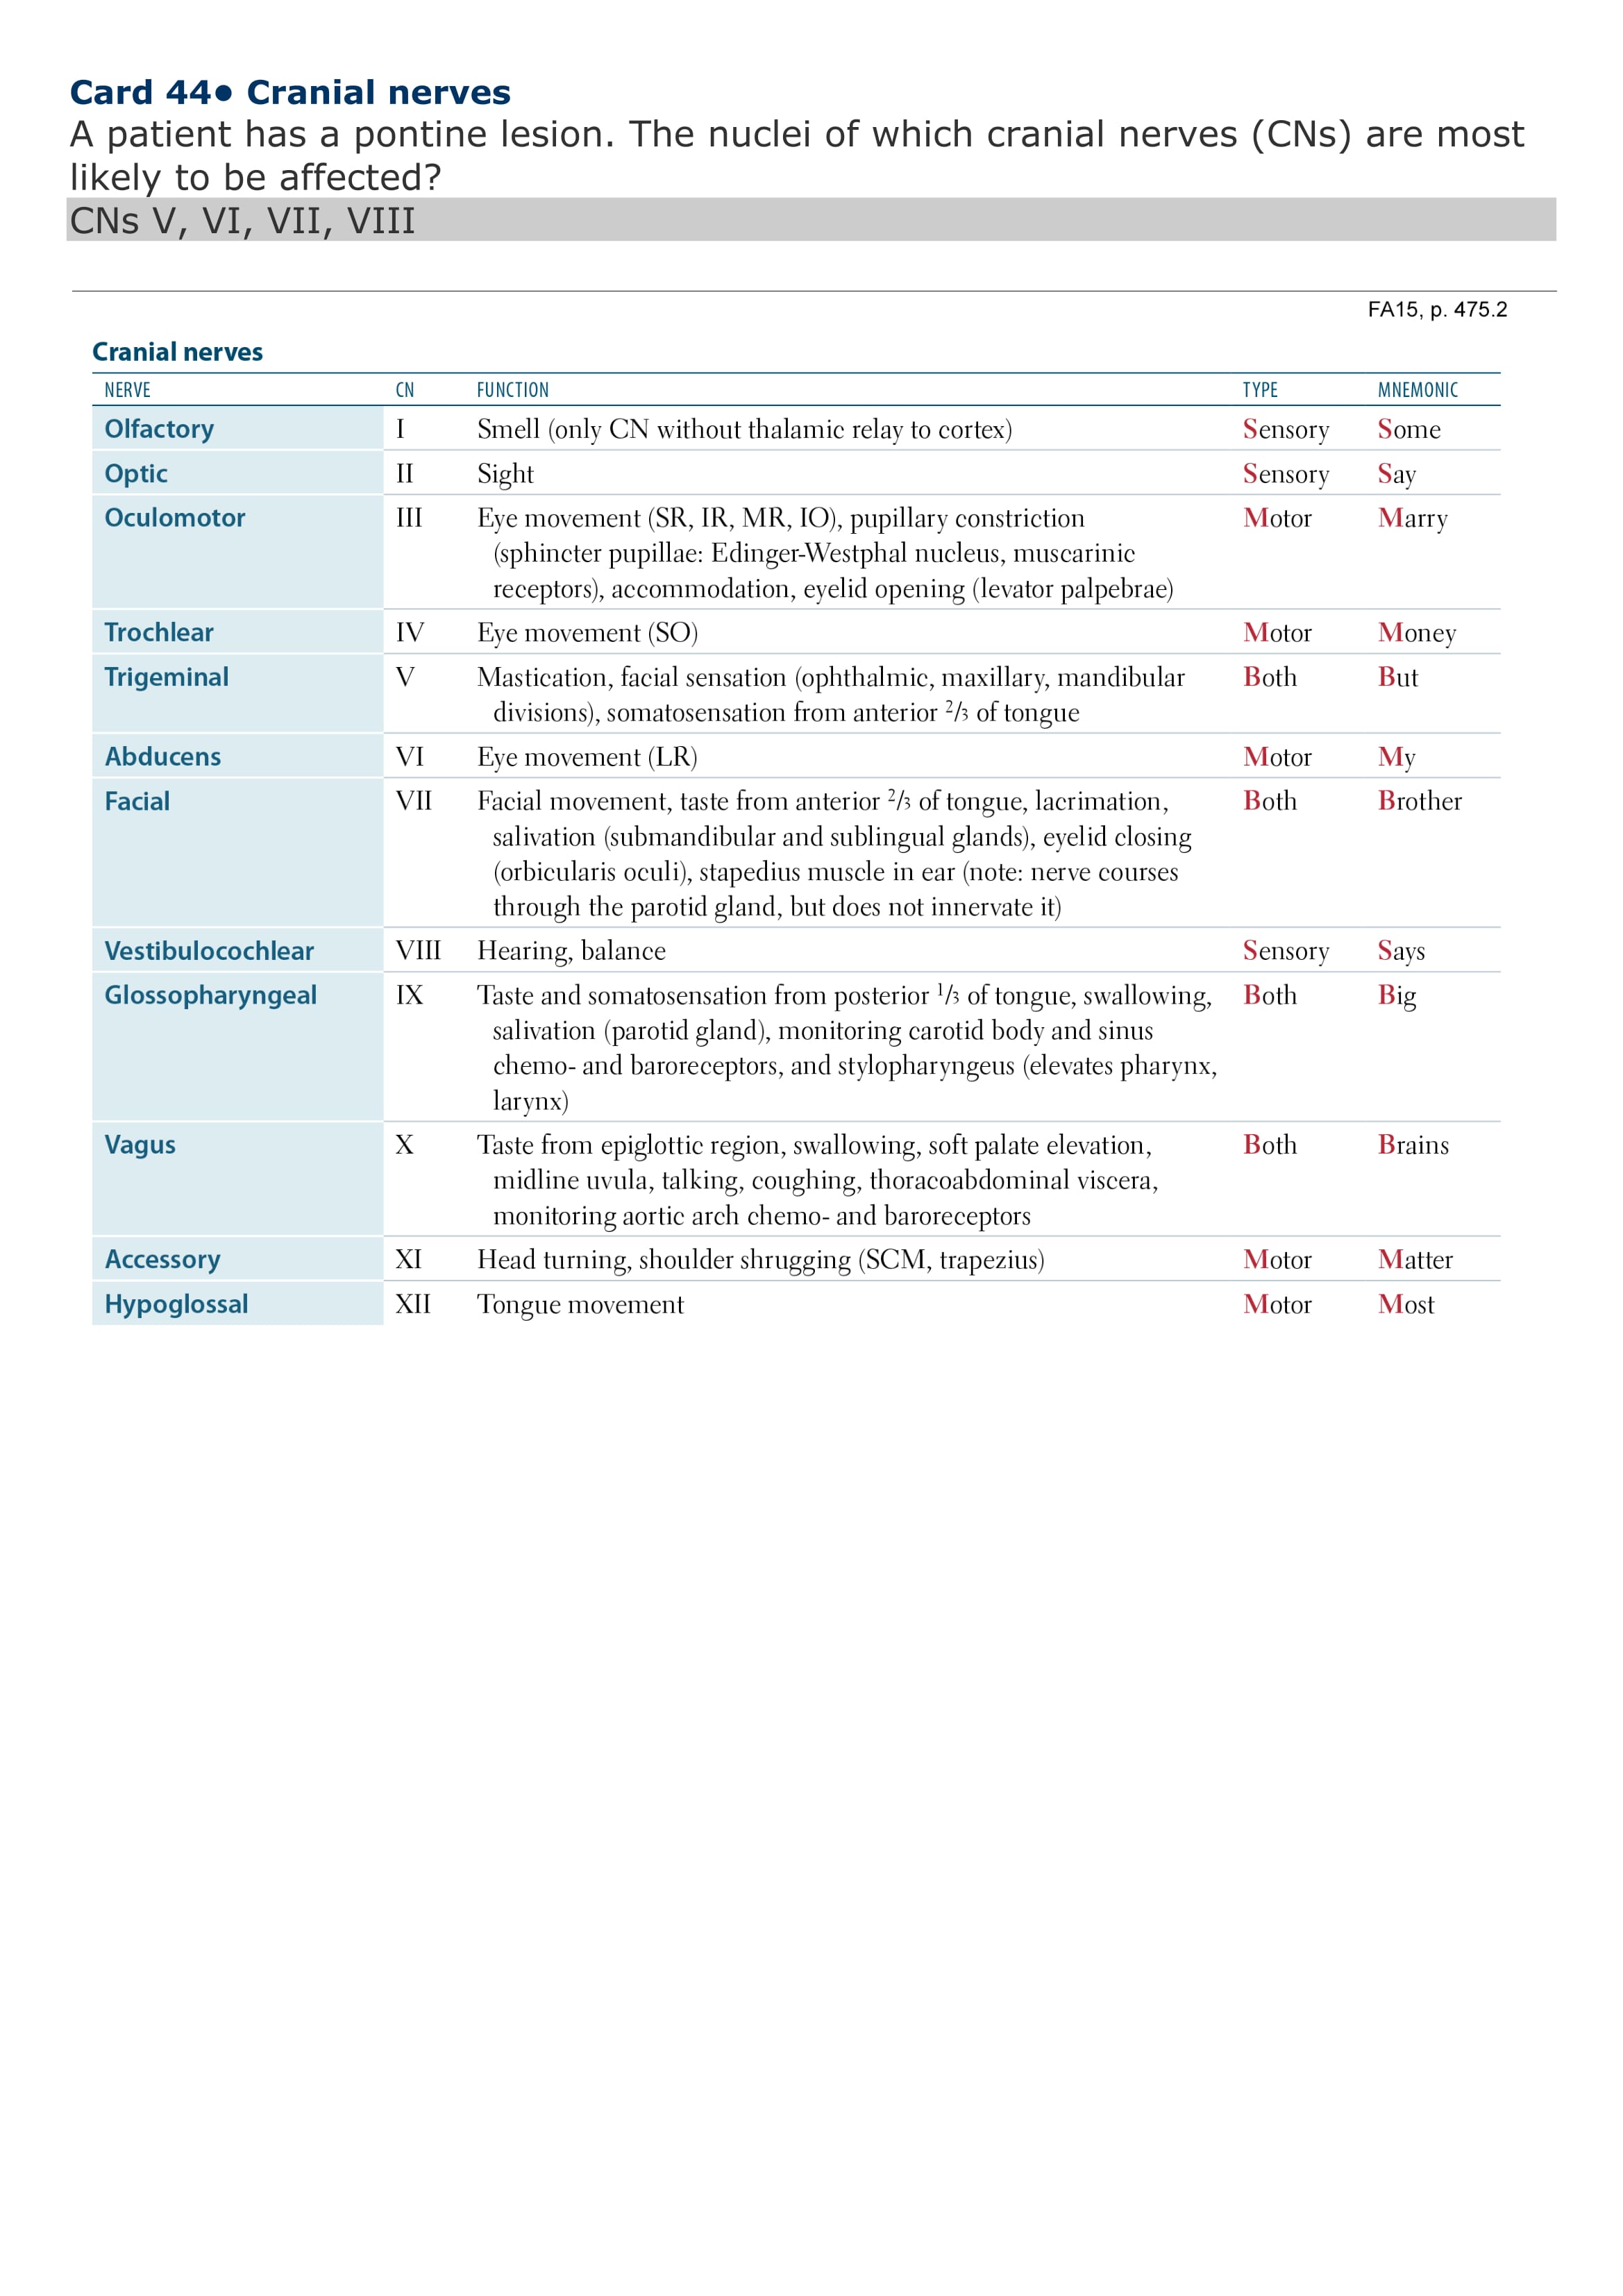 Card 44● Cranial nerves
A patient has a pontine lesion. The nuclei of which cranial nerves (CNs) are most
likely to be affected?
CNs V, VI, VII, VIII
FA15, p. 475.2
Cranial nerves
NERVE CN FUNCTION TYPE MNEMONIC
Olfactory I Smell (only CN without thalamic relay to cortex) Sensory Some
Optic II Sight Sensory Say
Oculomotor III Eye movement (SR, IR, MR, IO), pupillary constriction Motor Marry
(sphincter pupillae: Edinger-Westphal nucleus, muscarinic
receptors), accommodation, eyelid opening (levator palpebrae)
Trochlear IV Eye movement (SO) Motor Money
Trigeminal V Mastication, facial sensation (ophthalmic, maxillary, mandibular Both But
divisions), somatosensation from anterior 2/3 of tongue
Abducens VI Eye movement (LR) Motor My
Facial VII Facial movement, taste from anterior 2/3 of tongue, lacrimation, Both Brother
salivation (submandibular and sublingual glands), eyelid closing
(orbicularis oculi), stapedius muscle in ear (note: nerve courses
through the parotid gland, but does not innervate it)
Vestibulocochlear VIII Hearing, balance Sensory Says
Glossopharyngeal IX Taste and somatosensation from posterior 1/3 of tongue, swallowing, Both Big
salivation (parotid gland), monitoring carotid body and sinus
chemo- and baroreceptors, and stylopharyngeus (elevates pharynx,
larynx)
Vagus X Taste from epiglottic region, swallowing, soft palate elevation, Both Brains
midline uvula, talking, coughing, thoracoabdominal viscera,
monitoring aortic arch chemo- and baroreceptors
Accessory XI Head turning, shoulder shrugging (SCM, trapezius) Motor Matter
Hypoglossal XII Tongue movement Motor Most